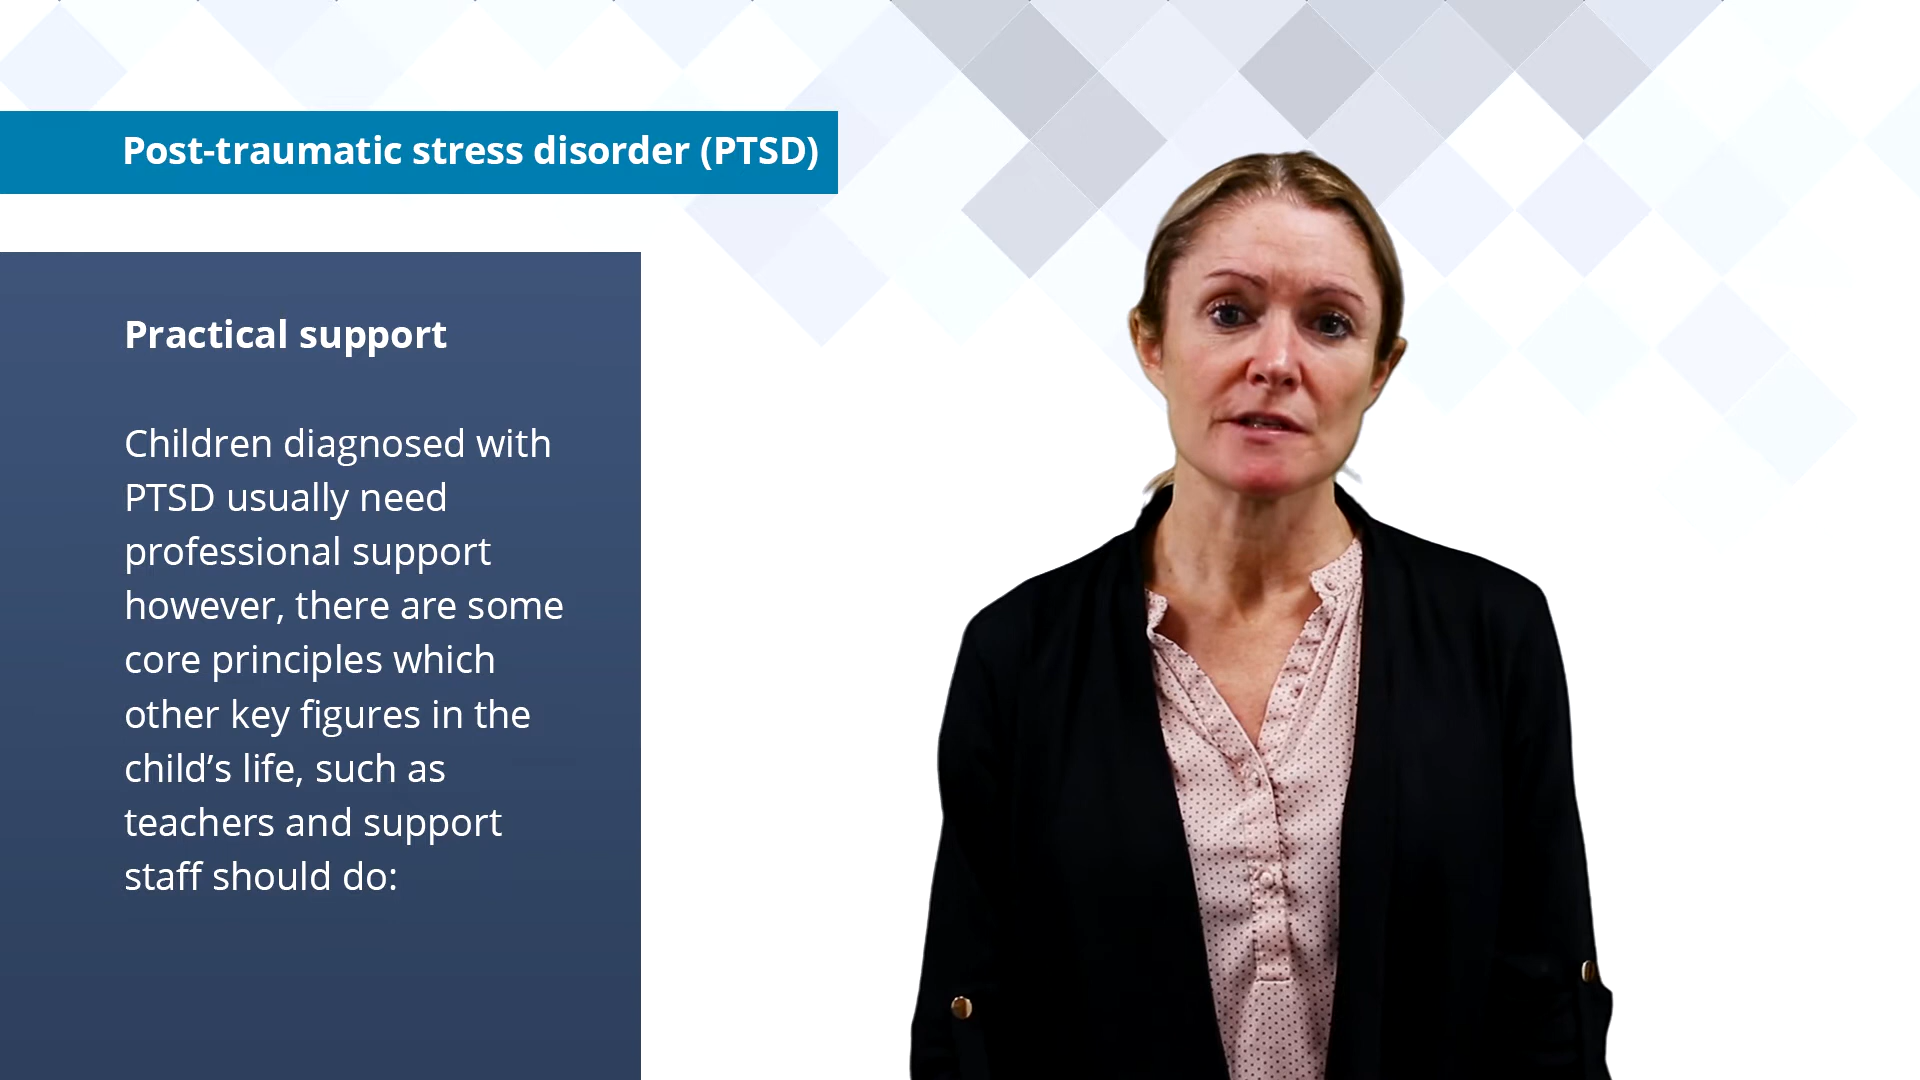 Post-traumatic stress disorder (PTSD)
Practical support
Children diagnosed with
PTSD usually need
professional support
however, there are some
core principles which
other key figures in the
child’s life, such as
teachers and support
staff should do: